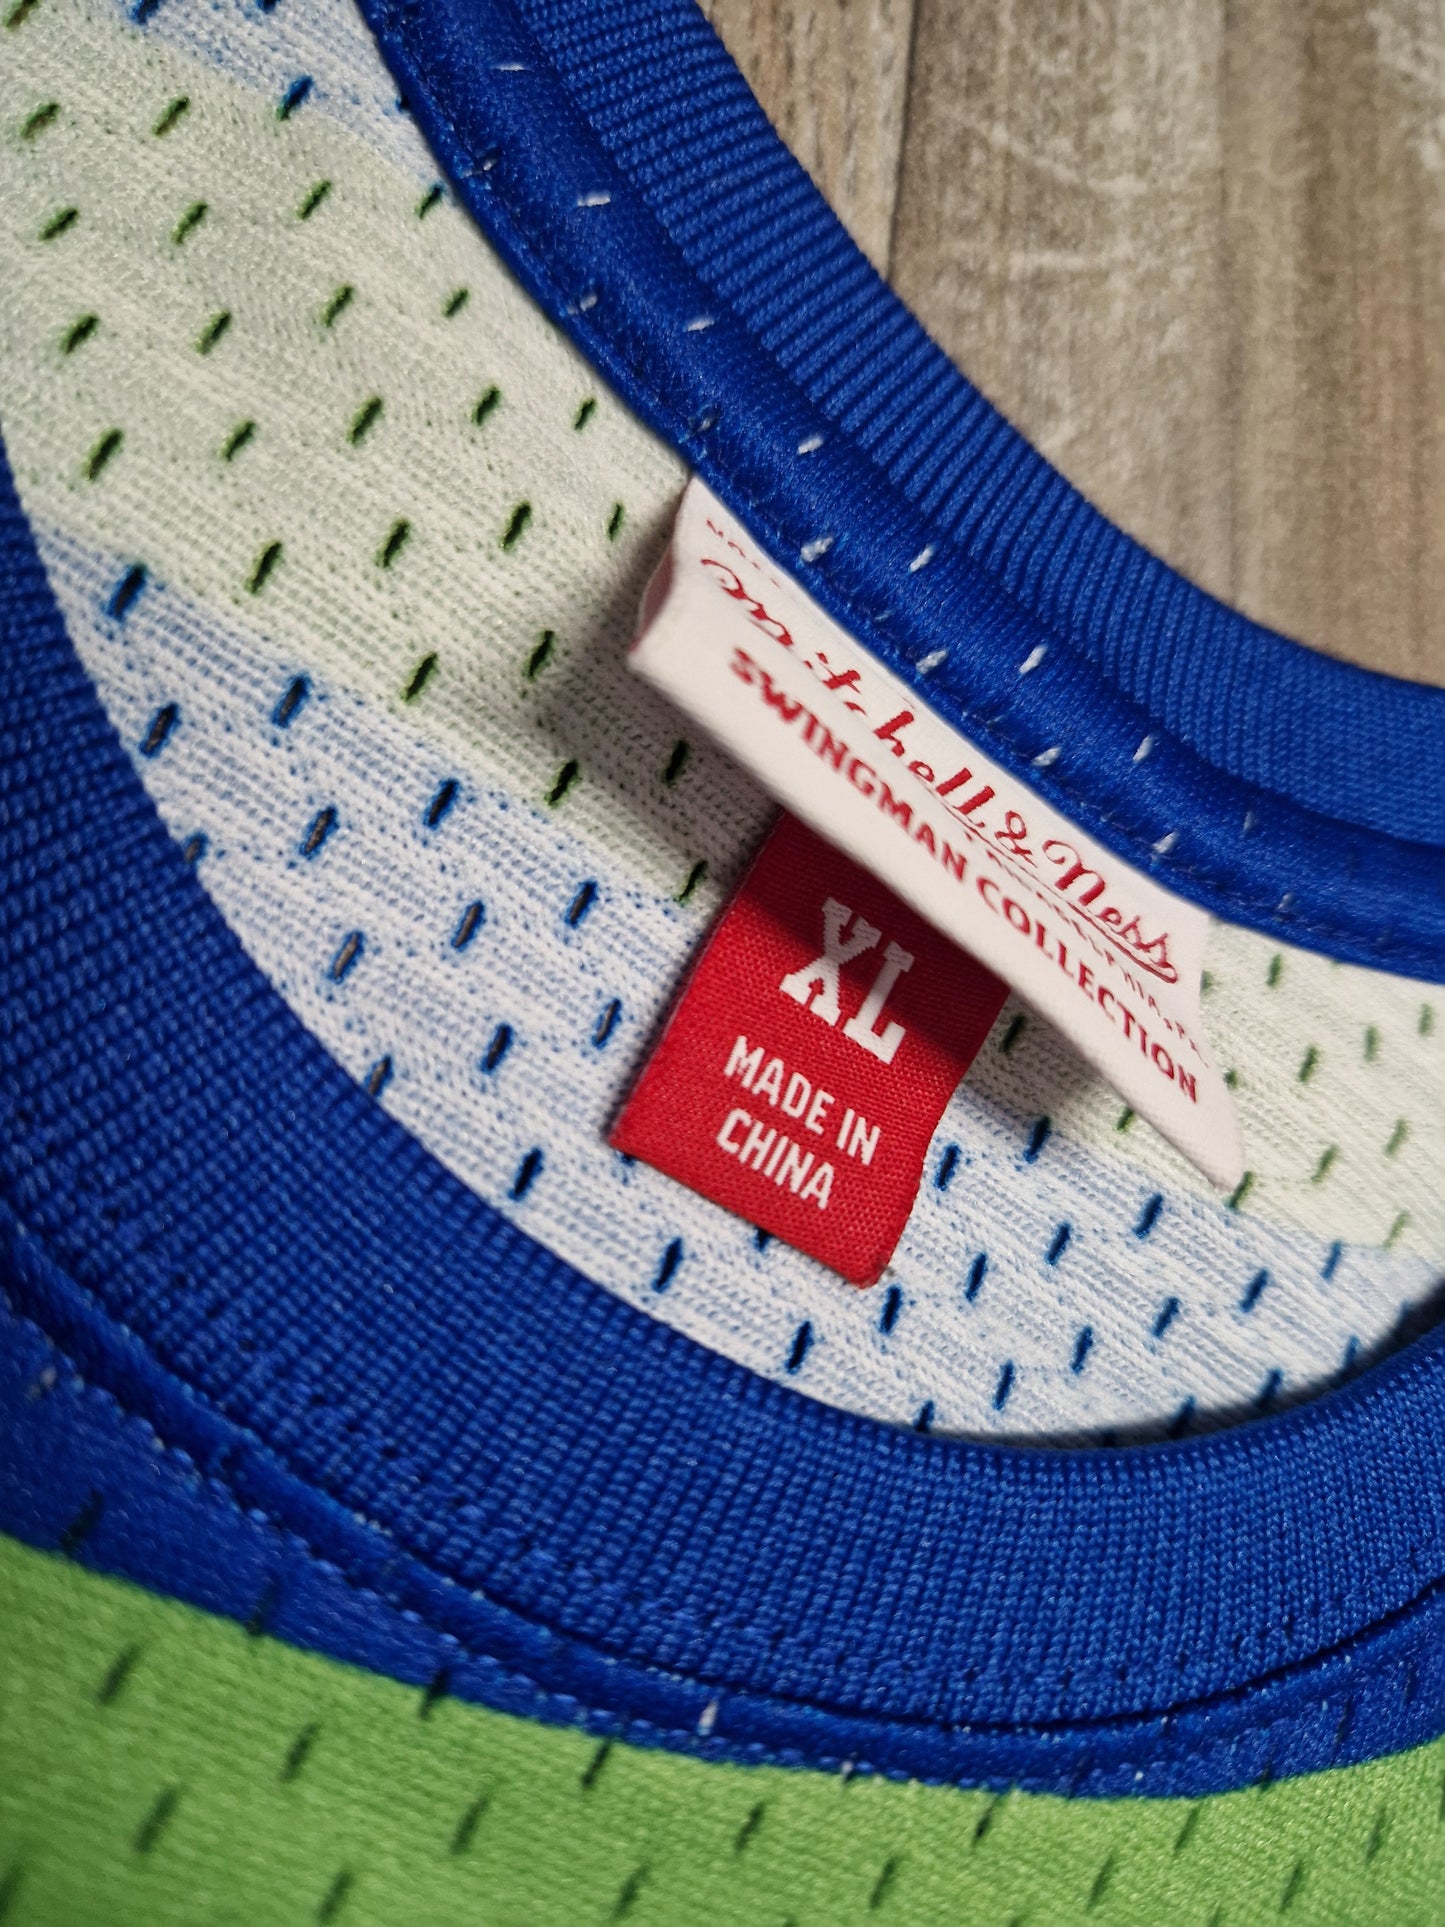 Mitchell & Ness
SWINGMAN COLLECTION
XL
MADE IN
CHINA